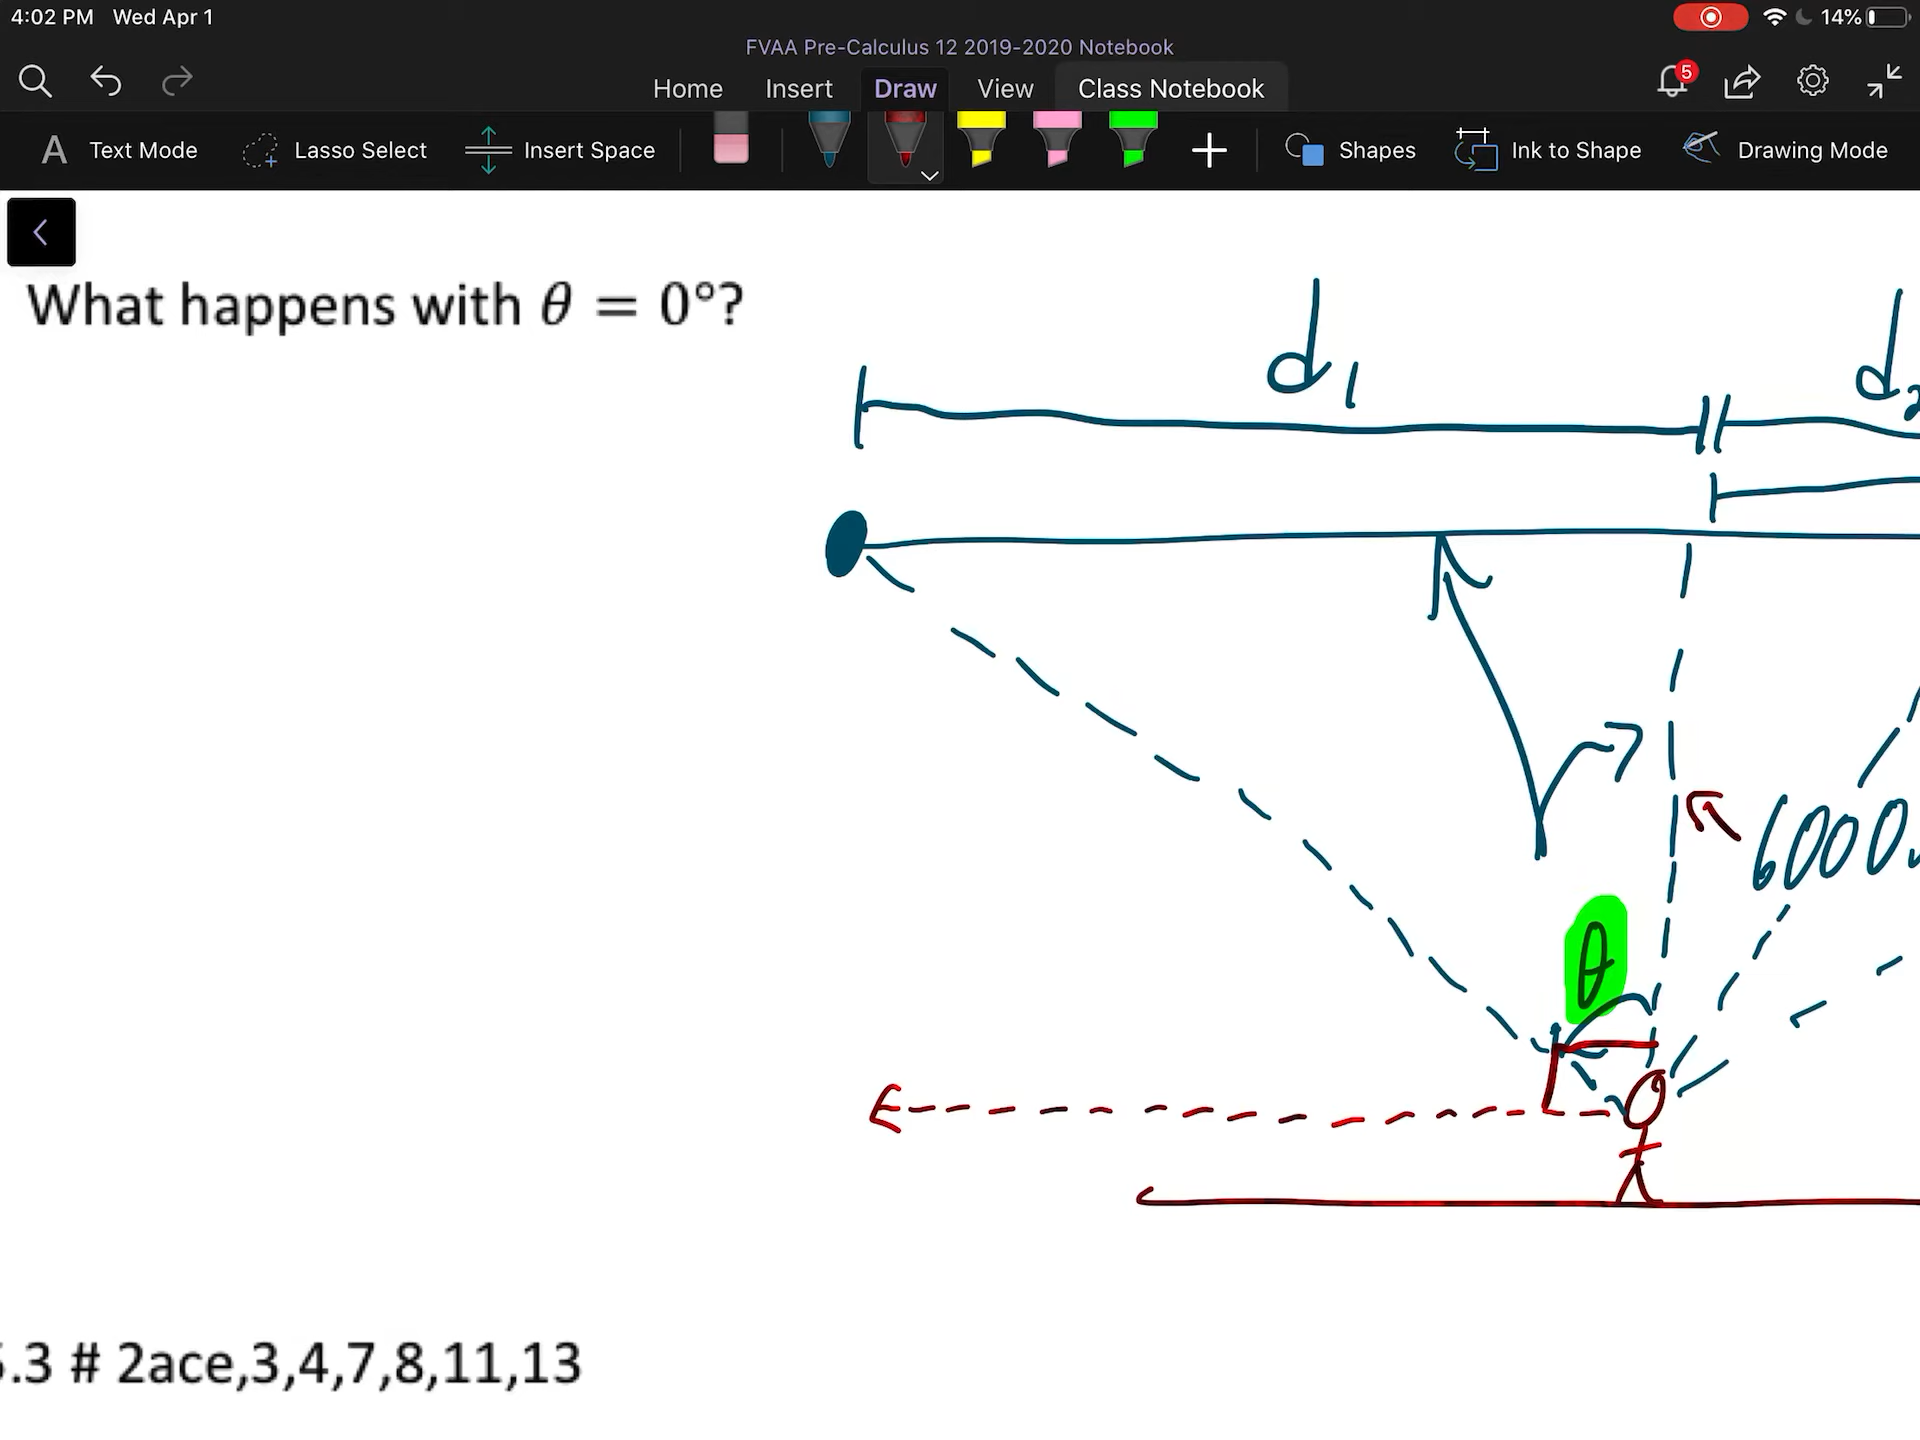 4:02 PM Wed Apr 1
14%
FVAA Pre-Calculus 12 2019-2020 Notebook
Home Insert Draw View Class Notebook
5
A Text Mode Lasso Select Insert Space Shapes Ink to Shape Drawing Mode
What happens with θ = 0°?
d1
d2
6000
θ
.3 # 2ace,3,4,7,8,11,13